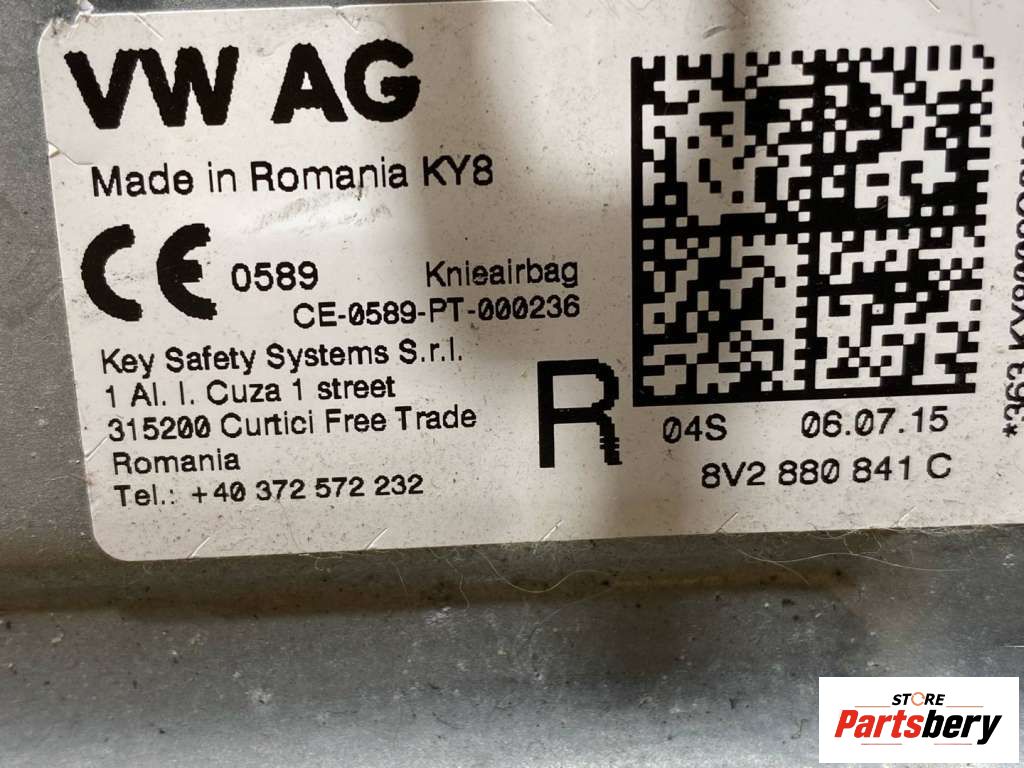 VW AG
Made in Romania KY8
CE 0589 Knieairbag
CE-0589-PT-000236
Key Safety Systems S.r.l.
1 Al. I. Cuza 1 street
315200 Curtici Free Trade
Romania
Tel.: +40 372 572 232
R
04S 06.07.15
8V2 880 841 C
STORE
Partsbery